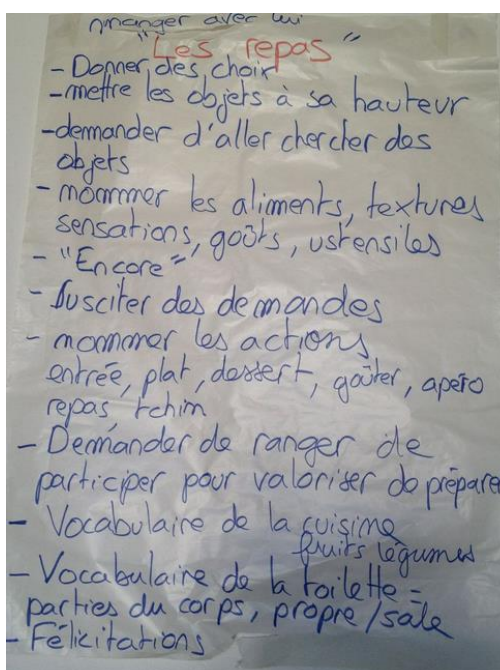 manger avec lui
"Les repas"
- Donner des choix
- mettre les objets à sa hauteur
- demander d'aller chercher des
objets
- nommer les aliments, textures
sensations, goûts, ustensiles
- "Encore"
- Susciter des demandes
- nommer les actions
entrée, plat, dessert, goûter, apéro
repas, tchim
- Demander de ranger de
participer pour valoriser de prépare
- Vocabulaire de la cuisine
fruits légumes
- Vocabulaire de la toilette -
parties du corps, propre/sale
- Félicitations